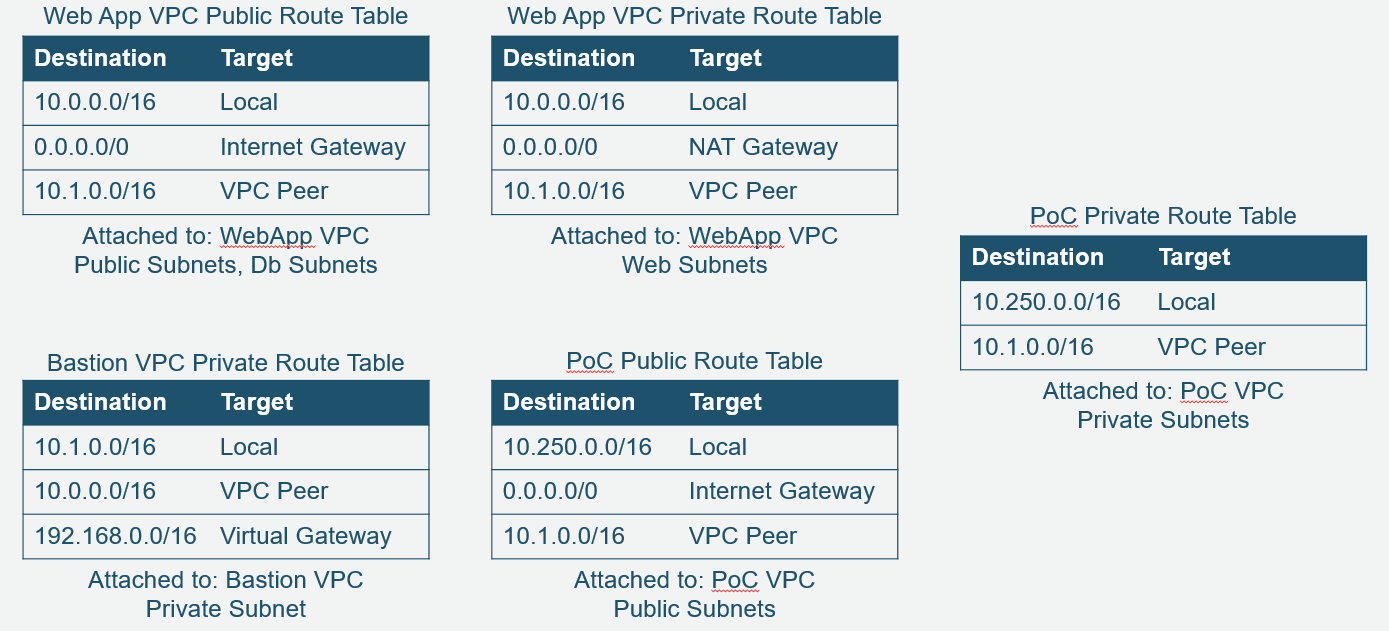 Web App VPC Public Route Table
Destination Target
10.0.0.0/16 Local
0.0.0.0/0 Internet Gateway
10.1.0.0/16 VPC Peer
Attached to: WebApp VPC
Public Subnets, Db Subnets
Web App VPC Private Route Table
Destination Target
10.0.0.0/16 Local
0.0.0.0/0 NAT Gateway
10.1.0.0/16 VPC Peer
Attached to: WebApp VPC
Web Subnets
PoC Private Route Table
Destination Target
10.250.0.0/16 Local
10.1.0.0/16 VPC Peer
Attached to: PoC VPC
Private Subnets
Bastion VPC Private Route Table
Destination Target
10.1.0.0/16 Local
10.0.0.0/16 VPC Peer
192.168.0.0/16 Virtual Gateway
Attached to: Bastion VPC
Private Subnet
PoC Public Route Table
Destination Target
10.250.0.0/16 Local
0.0.0.0/0 Internet Gateway
10.1.0.0/16 VPC Peer
Attached to: PoC VPC
Public Subnets